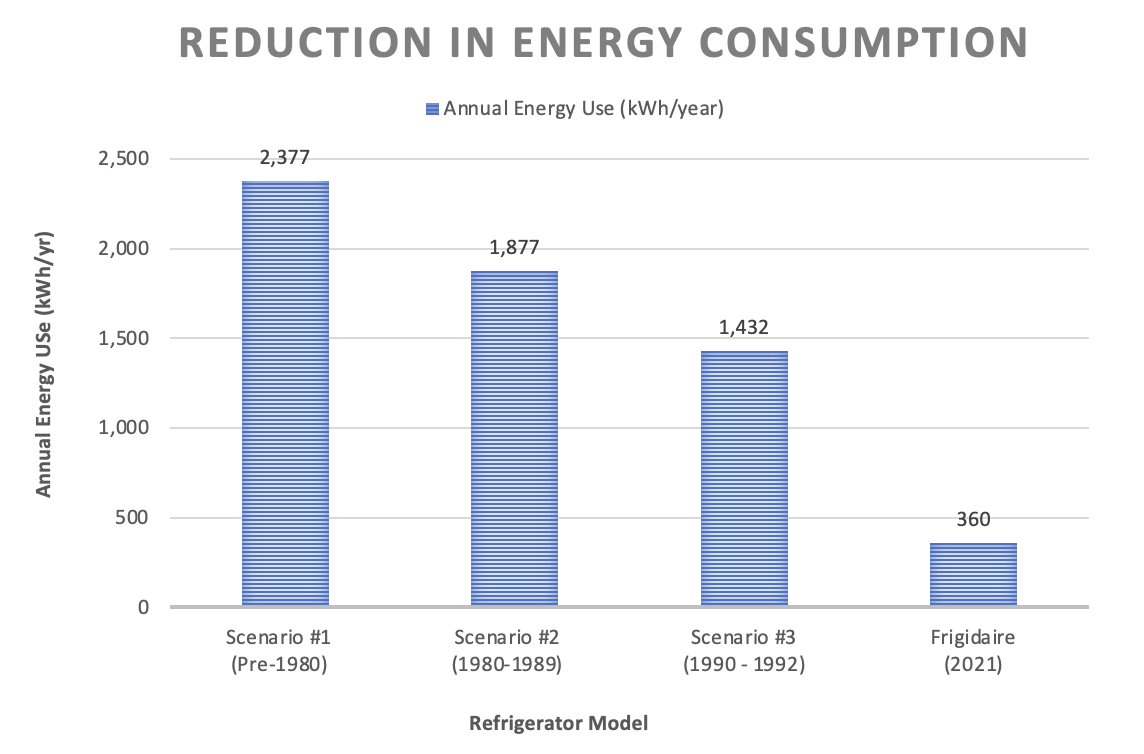 REDUCTION IN ENERGY CONSUMPTION
Annual Energy Use (kWh/year)
Annual Energy USe (kWh/yr)
2,500
2,000
1,500
1,000
500
0
2,377
1,877
1,432
360
Scenario #1
(Pre-1980)
Scenario #2
(1980-1989)
Scenario #3
(1990 - 1992)
Frigidaire
(2021)
Refrigerator Model